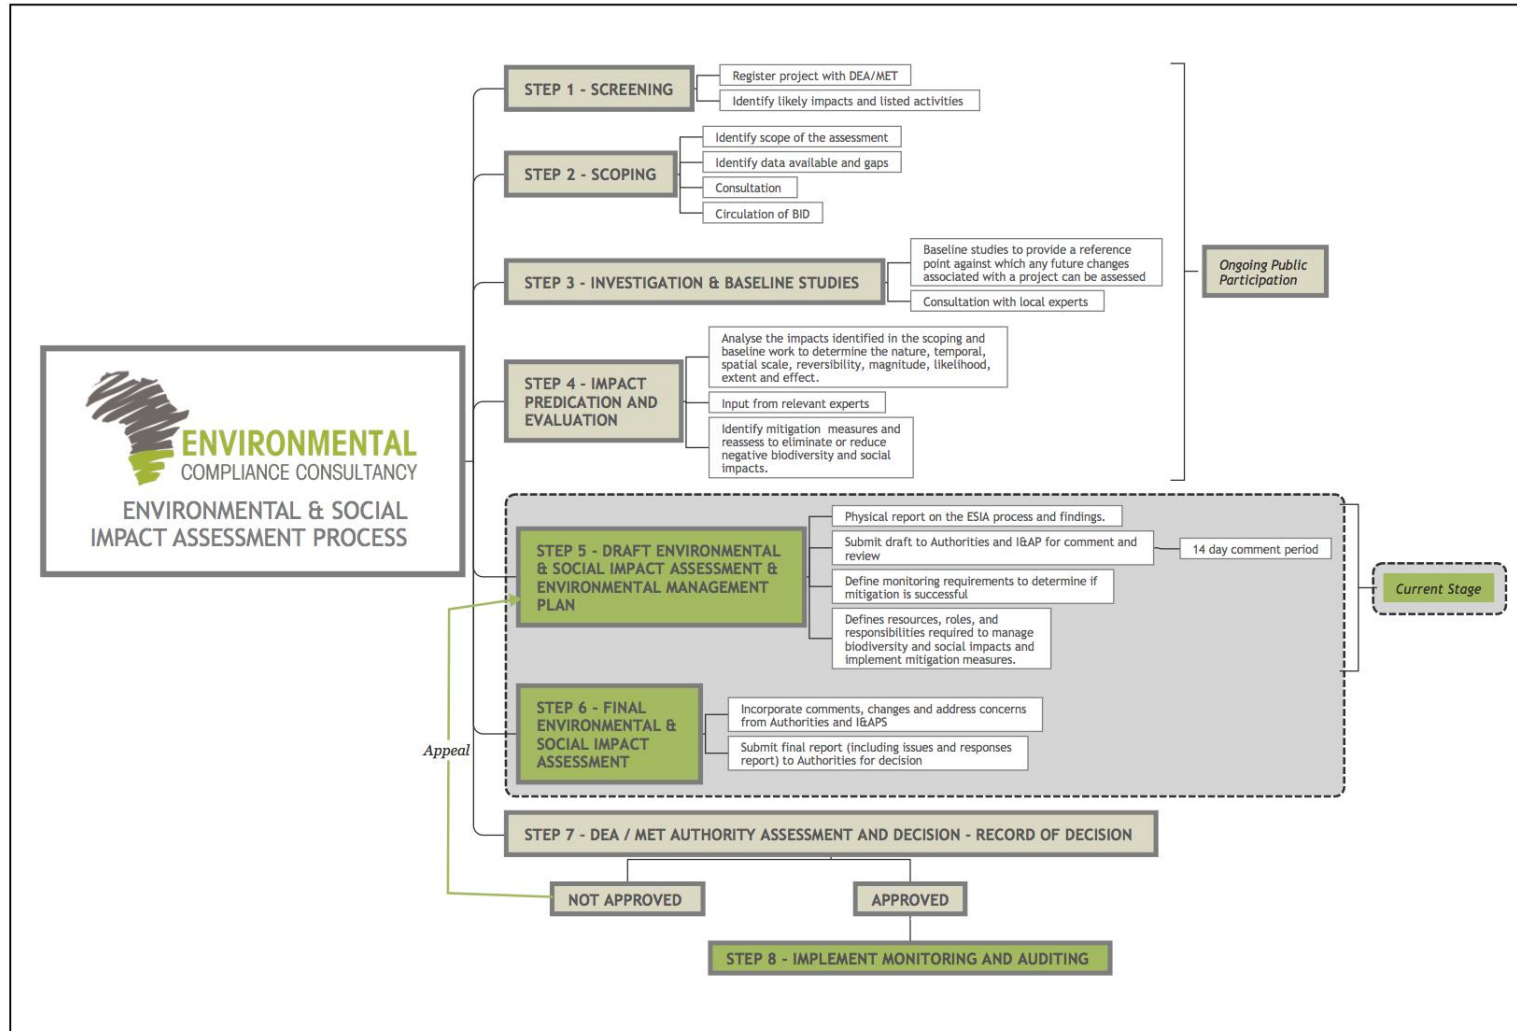 STEP 1 - SCREENING
Register project with DEA/MET
Identify likely impacts and listed activities
STEP 2 - SCOPING
Identify scope of the assessment
Identify data available and gaps
Consultation
Circulation of BID
STEP 3 - INVESTIGATION & BASELINE STUDIES
Baseline studies to provide a reference
point against which any future changes
associated with a project can be assessed
Consultation with local experts
Ongoing Public
Participation
STEP 4 - IMPACT
PREDICATION AND
EVALUATION
Analyse the impacts identified in the scoping and
baseline work to determine the nature, temporal,
spatial scale, reversibility, magnitude, likelihood,
extent and effect.
Input from relevant experts
Identify mitigation measures and
reassess to eliminate or reduce
negative biodiversity and social
impacts.
ENVIRONMENTAL
COMPLIANCE CONSULTANCY
ENVIRONMENTAL & SOCIAL
IMPACT ASSESSMENT PROCESS
STEP 5 - DRAFT ENVIRONMENTAL
& SOCIAL IMPACT ASSESSMENT &
ENVIRONMENTAL MANAGEMENT
PLAN
Physical report on the ESIA process and findings.
Submit draft to Authorities and I&AP for comment and
review
14 day comment period
Define monitoring requirements to determine if
mitigation is successful
Defines resources, roles, and
responsibilities required to manage
biodiversity and social impacts and
implement mitigation measures.
Current Stage
STEP 6 - FINAL
ENVIRONMENTAL &
SOCIAL IMPACT
ASSESSMENT
Incorporate comments, changes and address concerns
from Authorities and I&APS
Submit final report (including issues and responses
report) to Authorities for decision
Appeal
STEP 7 - DEA / MET AUTHORITY ASSESSMENT AND DECISION - RECORD OF DECISION
NOT APPROVED
APPROVED
STEP 8 - IMPLEMENT MONITORING AND AUDITING